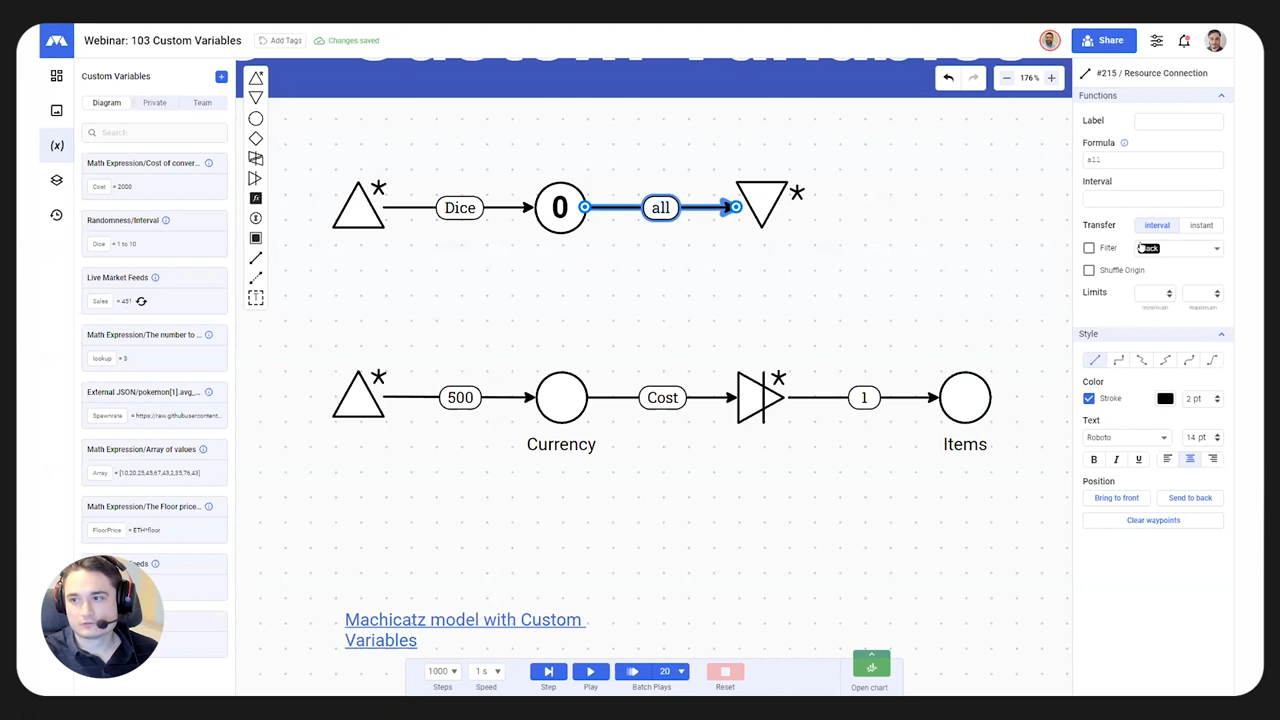 Webinar: 103 Custom Variables
Add Tags
Changes saved
Share
Custom Variables
Diagram
Private
Team
Search
Math Expression/Cost of conver...
Cost = 2000
Randomness/Interval
Dice = 1 to 10
Live Market Feeds
Sales = 451
Math Expression/The number to ...
lookup = 3
External JSON/pokemon[1].avg_...
Spawnrate = https://raw.githubusercontent...
Math Expression/Array of values
Array = [10,20,25,45,67,43,2,35,76,43]
Math Expression/The Floor price...
FloorPrice = ETH*floor
Custom Variables
176%
*
Dice
0
all
*
*
500
Cost
*
1
Currency
Items
Machicatz model with Custom
Variables
1000
1 s
20
Steps
Speed
Step
Play
Batch Plays
Reset
Open chart
#215 / Resource Connection
Functions
Label
Formula
all
Interval
Transfer
interval
instant
Filter
Shuffle Origin
Limits
minimum
maximum
Style
Color
Stroke
2 pt
Text
Roboto
14 pt
B
I
U
Position
Bring to front
Send to back
Clear waypoints